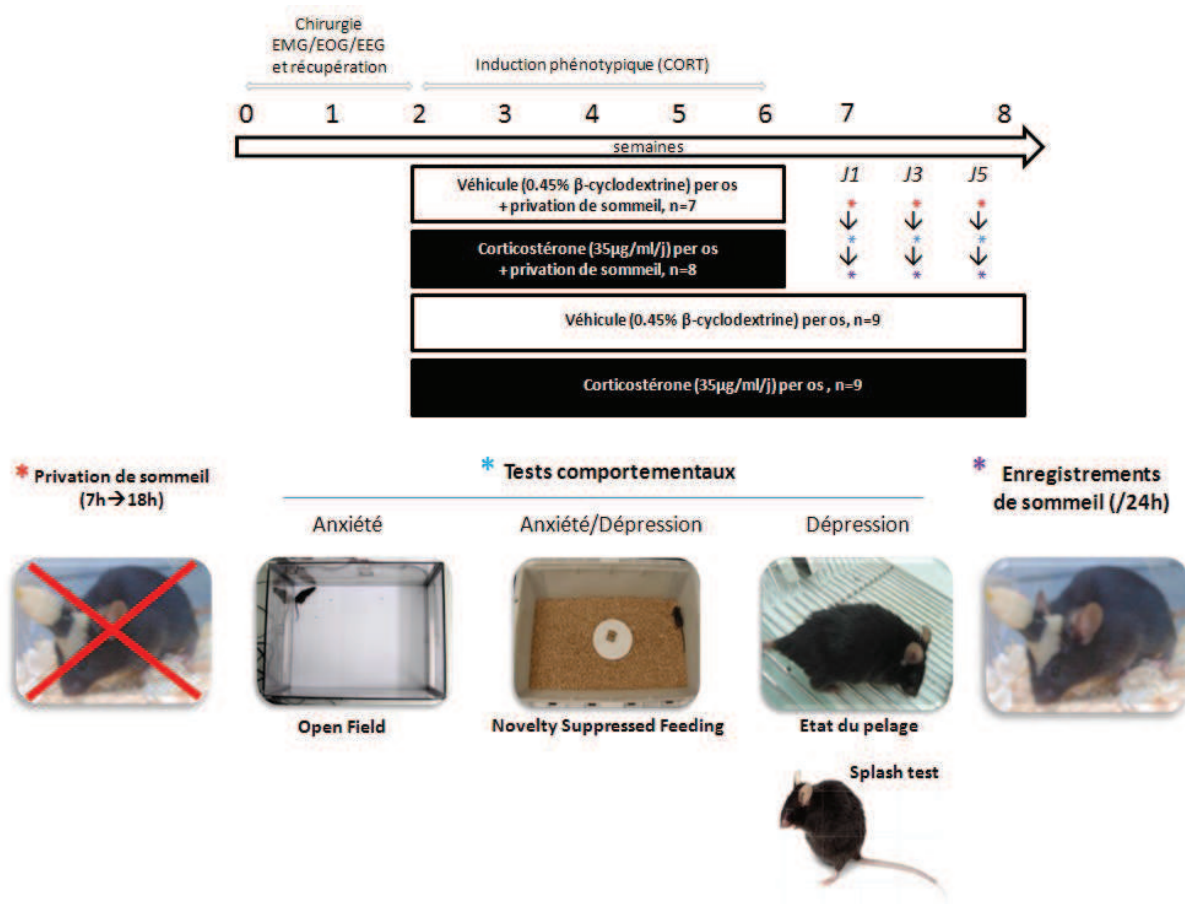 Chirurgie
EMG/EOG/EEG
et récupération
Induction phénotypique (CORT)
0 1 2 3 4 5 6 7 8
semaines
J1 J3 J5
Véhicule (0.45% β-cyclodextrine) per os
+ privation de sommeil, n=7
Corticostérone (35µg/ml/j) per os
+ privation de sommeil, n=8
Véhicule (0.45% β-cyclodextrine) per os, n=9
Corticostérone (35µg/ml/j) per os , n=9
* Privation de sommeil
(7h→18h)
* Tests comportementaux
* Enregistrements
de sommeil (/24h)
Anxiété
Anxiété/Dépression
Dépression
Open Field
Novelty Suppressed Feeding
Etat du pelage
Splash test